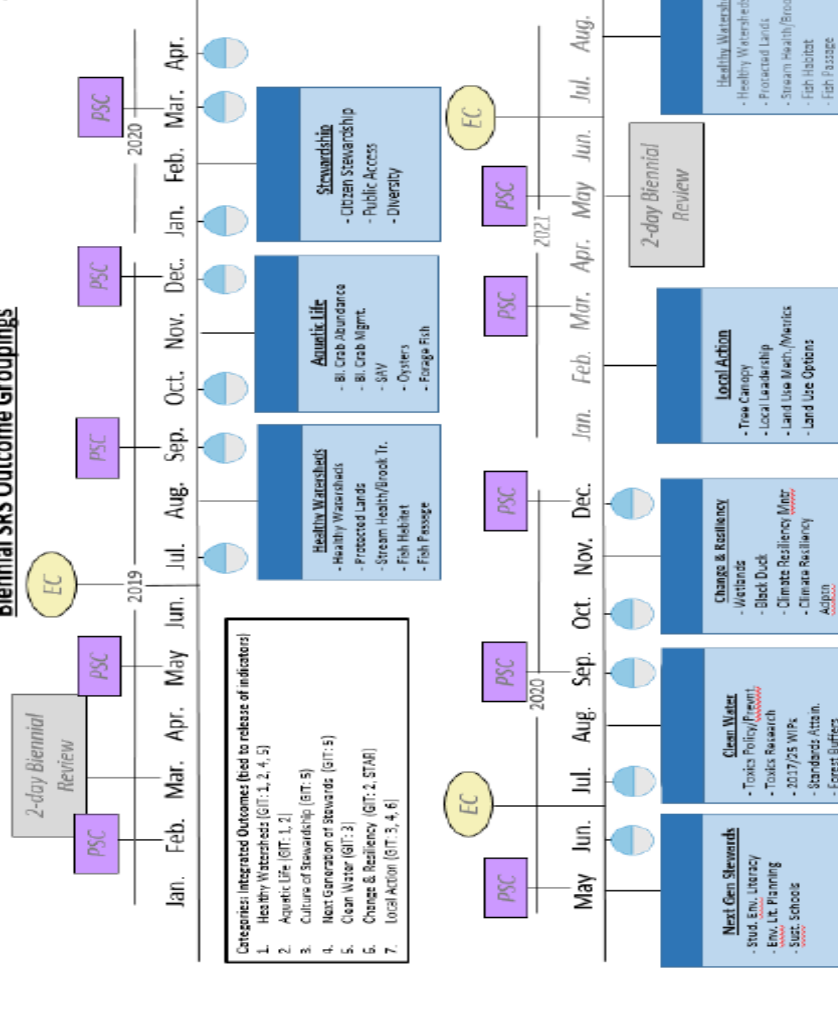 Biennial SRS Outcome Groupings
2-day Biennial
Review
EC
PSC
PSC
PSC
PSC
PSC
2019
2020
Jan.
Feb.
Mar.
Apr.
May
Jun.
Jul.
Aug.
Sep.
Oct.
Nov.
Dec.
Jan.
Feb.
Mar.
Apr.
Categories: Integrated Outcomes (tied to release of indicators)
1. Healthy Watersheds (GIT: 1, 2, 4, 5)
2. Aquatic Life (GIT: 1, 2)
3. Culture of Stewardship (GIT: 5)
4. Next Generation of Stewards (GIT: 5)
5. Clean Water (GIT: 3)
6. Change & Resiliency (GIT: 2, STAR)
7. Local Action (GIT: 3, 4, 6)
Healthy Watersheds
- Healthy Watersheds
- Protected Lands
- Stream Health/Brook Tr.
- Fish Habitat
- Fish Passage
Aquatic Life
- Bl. Crab Abundance
- Bl. Crab Mgmt.
- SAV
- Oysters
- Forage Fish
Stewardship
- Citizen Stewardship
- Public Access
- Diversity
EC
EC
PSC
PSC
PSC
PSC
PSC
2020
2021
May
Jun.
Jul.
Aug.
Sep.
Oct.
Nov.
Dec.
Jan.
Feb.
Mar.
Apr.
May
Jun.
Jul.
Aug.
Next Gen Stewards
- Stud. Env. Literacy
- Env. Lit. Planning
- Sust. Schools
Clean Water
- Toxics Policy/Prevnt.
- Toxics Research
- 2017/25 WIPs
- Standards Attain.
- Forest Buffers
Change & Resiliency
- Wetlands
- Black Duck
- Climate Resiliency Mntr
- Climate Resiliency
Adptn
Local Action
- Tree Canopy
- Local Leadership
- Land Use Meth./Metrics
- Land Use Options
2-day Biennial
Review
Healthy Watersh
- Healthy Watersheds
- Protected Lands
- Stream Health/Broo
- Fish Habitat
- Fish Passage